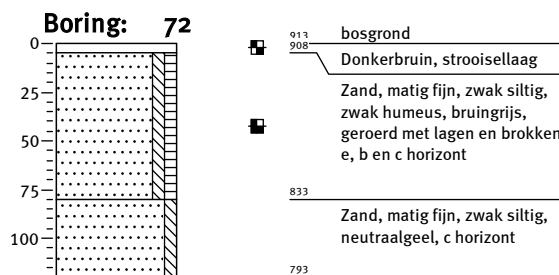 Boring: 72
0
25
50
75
100
913 bosgrond
908
Donkerbruin, strooisellaag
Zand, matig fijn, zwak siltig,
zwak humeus, bruingrijs,
geroerd met lagen en brokken
e, b en c horizont
833
Zand, matig fijn, zwak siltig,
neutraalgeel, c horizont
793